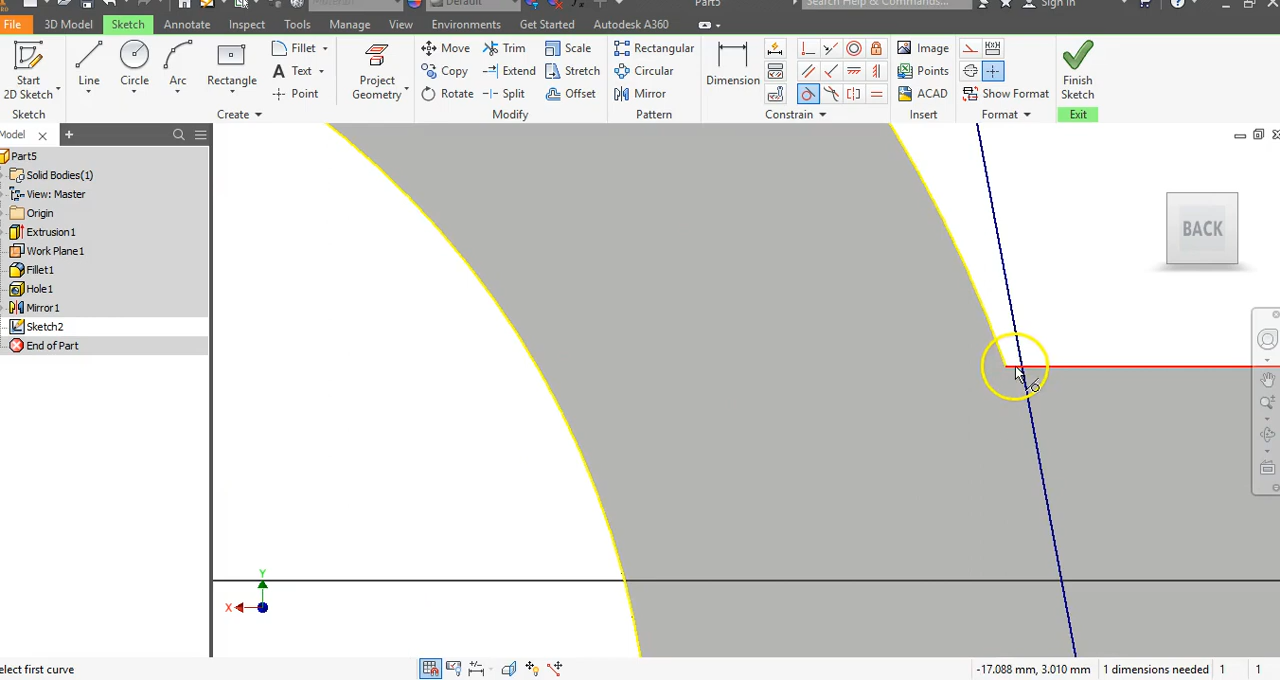 Part5
Search Help & Commands...
Sign In
File 3D Model Sketch Annotate Inspect Tools Manage View Environments Get Started Autodesk A360
Start
2D Sketch
Line
Circle
Arc
Rectangle
Fillet
Text
Point
Project
Geometry
Move
Copy
Rotate
Trim
Extend
Split
Scale
Stretch
Offset
Rectangular
Circular
Mirror
Dimension
Image
Points
ACAD
Show Format
Finish
Sketch
Sketch Create Modify Pattern Constrain Insert Format Exit
Model
Part5
Solid Bodies(1)
View: Master
Origin
Extrusion1
Work Plane1
Fillet1
Hole1
Mirror1
Sketch2
End of Part
BACK
Y
X
elect first curve
-17.088 mm, 3.010 mm 1 dimensions needed 1 1